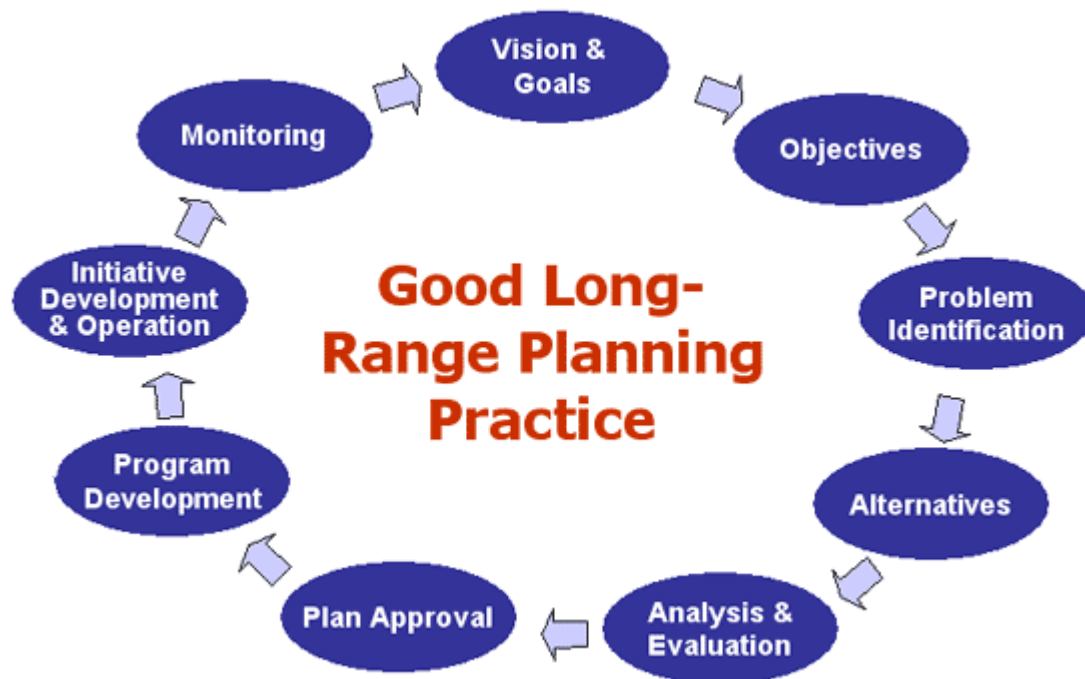 Vision &
Goals
Objectives
Problem
Identification
Alternatives
Analysis &
Evaluation
Plan Approval
Program
Development
Initiative
Development
& Operation
Monitoring
Good Long-
Range Planning
Practice